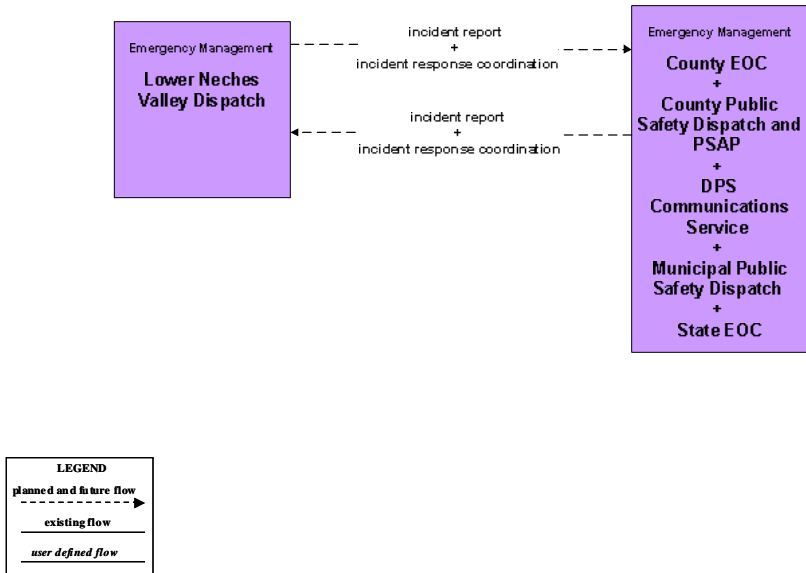 Emergency Management
Lower Neches
Valley Dispatch
incident report
+
incident response coordination
incident report
+
incident response coordination
Emergency Management
County EOC
+
County Public
Safety Dispatch and
PSAP
+
DPS
Communications
Service
+
Municipal Public
Safety Dispatch
+
State EOC
LEGEND
planned and future flow
existing flow
user defined flow